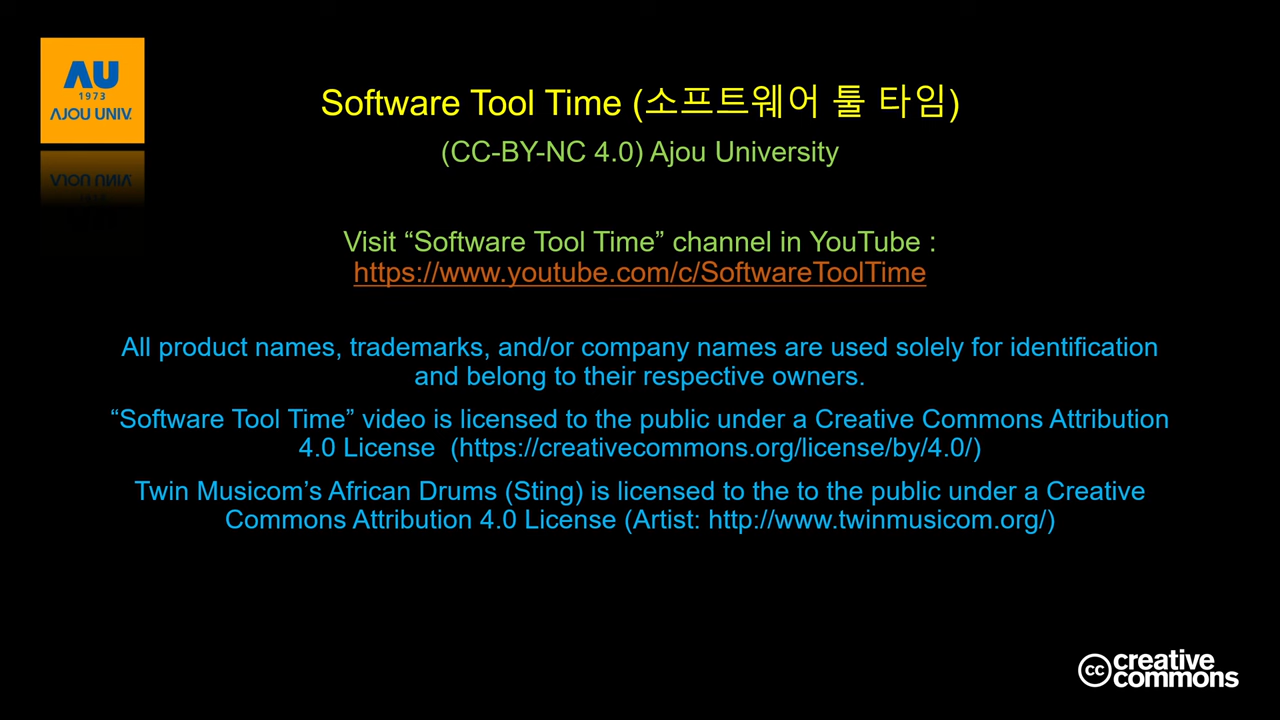 AU
1973
AJOU UNIV.
Software Tool Time (소프트웨어 툴 타임)
(CC-BY-NC 4.0) Ajou University
Visit “Software Tool Time” channel in YouTube :
https://www.youtube.com/c/SoftwareToolTime
All product names, trademarks, and/or company names are used solely for identification
and belong to their respective owners.
“Software Tool Time” video is licensed to the public under a Creative Commons Attribution
4.0 License (https://creativecommons.org/license/by/4.0/)
Twin Musicom’s African Drums (Sting) is licensed to the to the public under a Creative
Commons Attribution 4.0 License (Artist: http://www.twinmusicom.org/)
cc creative
commons